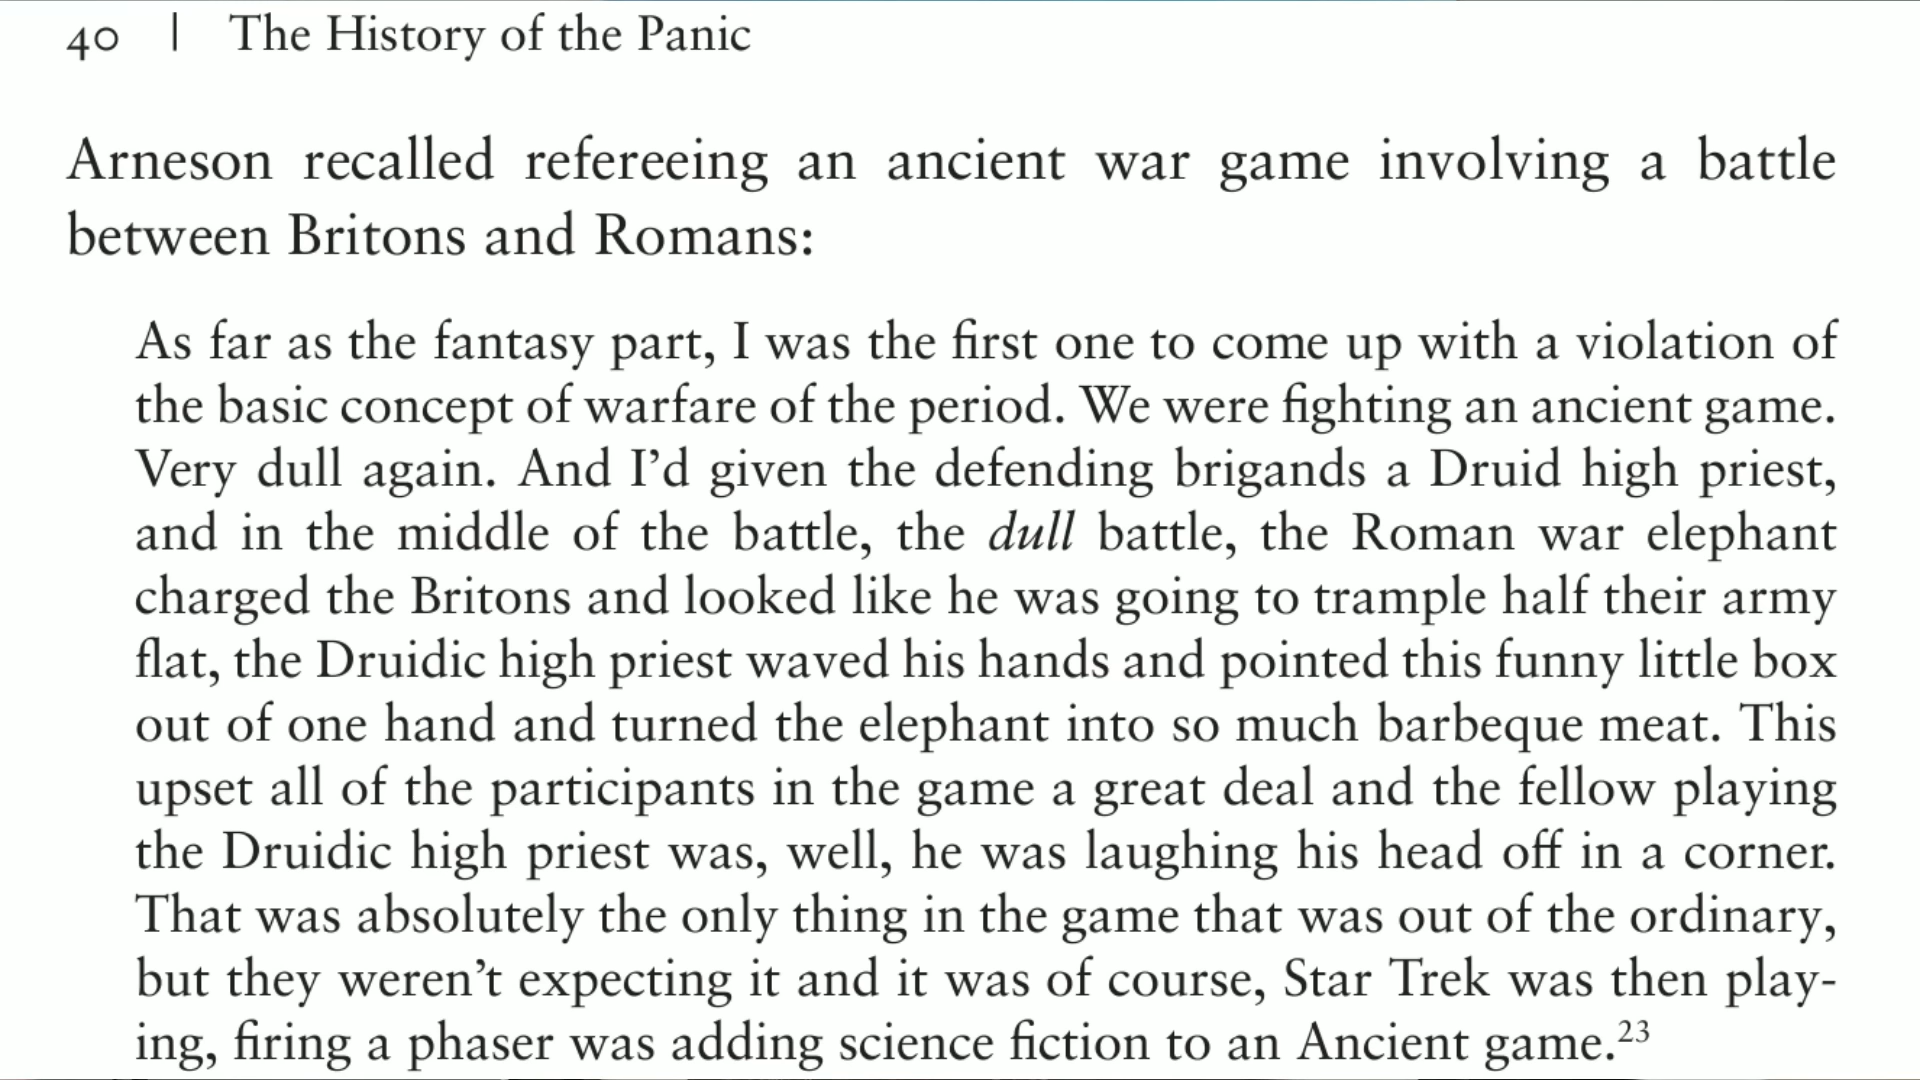 40 | The History of the Panic
Arneson recalled refereeing an ancient war game involving a battle
between Britons and Romans:
As far as the fantasy part, I was the first one to come up with a violation of
the basic concept of warfare of the period. We were fighting an ancient game.
Very dull again. And I’d given the defending brigands a Druid high priest,
and in the middle of the battle, the dull battle, the Roman war elephant
charged the Britons and looked like he was going to trample half their army
flat, the Druidic high priest waved his hands and pointed this funny little box
out of one hand and turned the elephant into so much barbeque meat. This
upset all of the participants in the game a great deal and the fellow playing
the Druidic high priest was, well, he was laughing his head off in a corner.
That was absolutely the only thing in the game that was out of the ordinary,
but they weren’t expecting it and it was of course, Star Trek was then play-
ing, firing a phaser was adding science fiction to an Ancient game.23